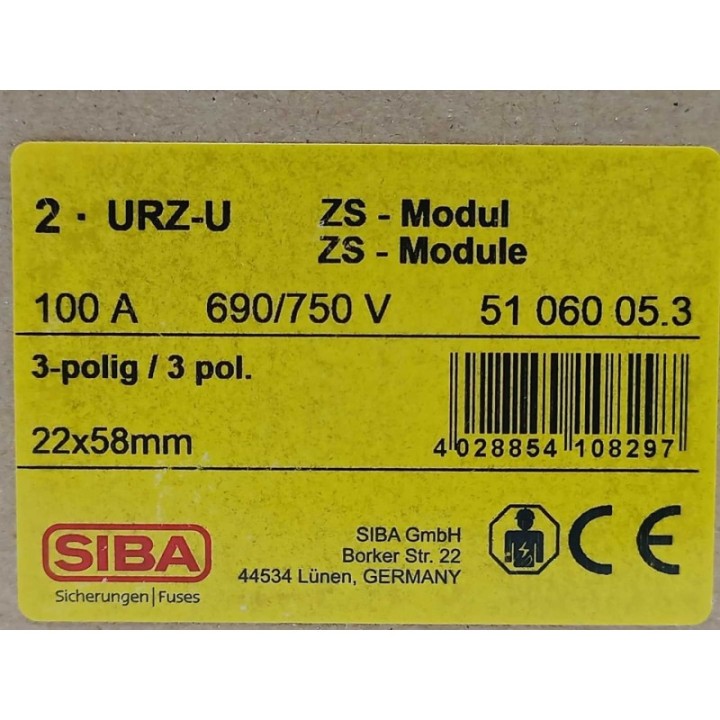 2 · URZ-U ZS - Modul
ZS - Module
100 A 690/750 V 51 060 05.3
3-polig / 3 pol.
22x58mm
4 028854 108297
SIBA
Sicherungen|Fuses
SIBA GmbH
Borker Str. 22
44534 Lünen, GERMANY
CE